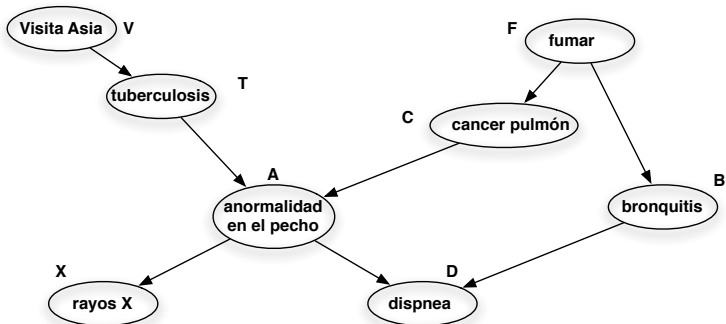 Visita Asia V
F
fumar
tuberculosis T
C
cancer pulmón
A
anormalidad
en el pecho
B
bronquitis
X
D
rayos X
dispnea